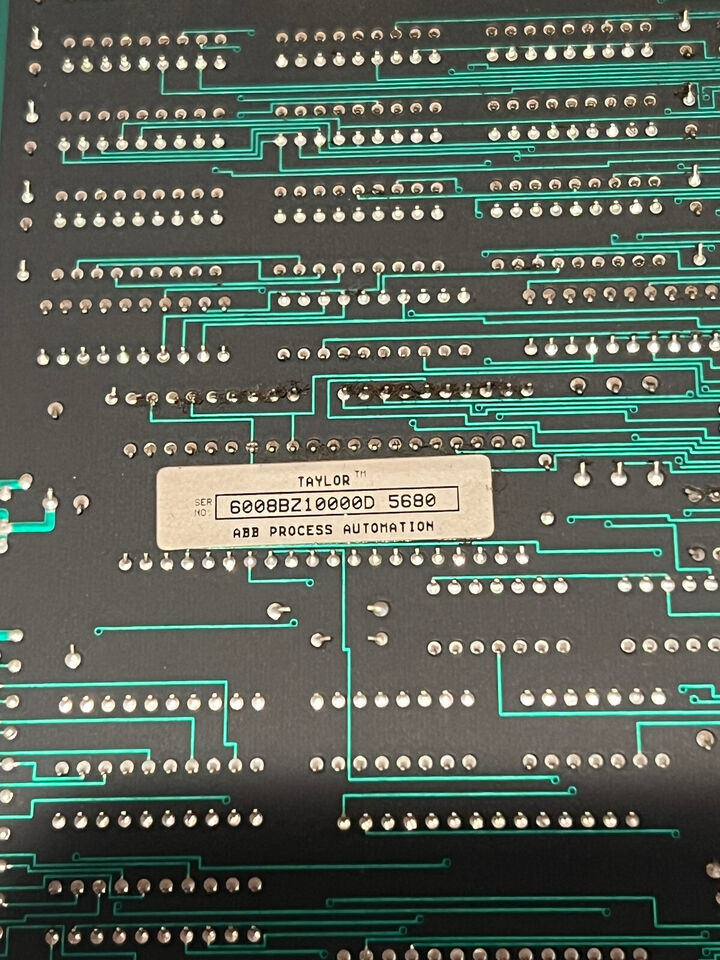 TAYLOR™
SER NO: 6008BZ10000D 5680
ABB PROCESS AUTOMATION